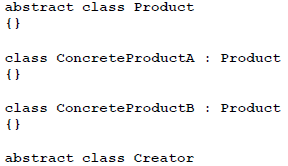 abstract class Product
{}
class ConcreteProductA : Product
{}
class ConcreteProductB : Product
{}
abstract class Creator